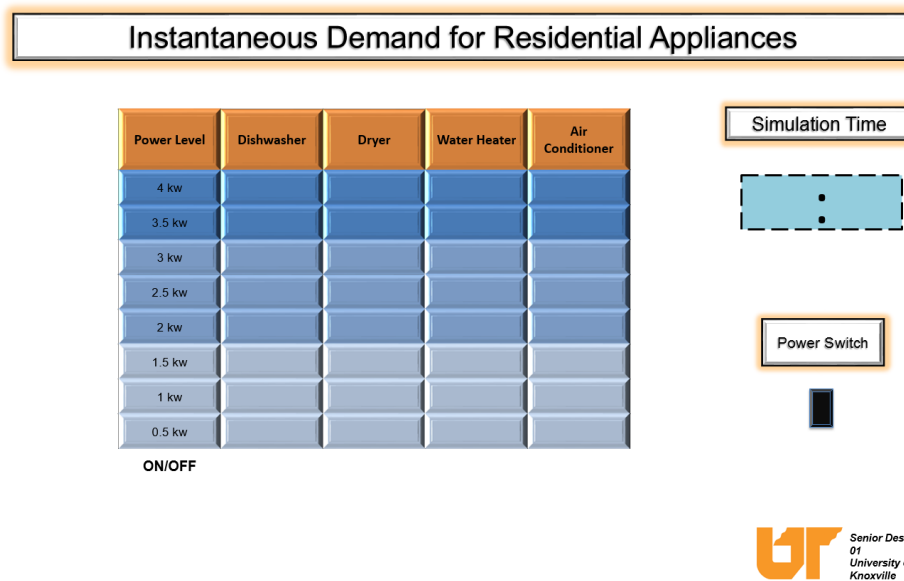 Instantaneous Demand for Residential Appliances
Power Level Dishwasher Dryer Water Heater Air Conditioner
4 kw
3.5 kw
3 kw
2.5 kw
2 kw
1.5 kw
1 kw
0.5 kw
ON/OFF
Simulation Time
:
Power Switch
UT
Senior Des
01
University
Knoxville